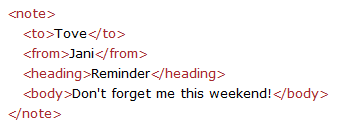 <note>
<to>Tove</to>
<from>Jani</from>
<heading>Reminder</heading>
<body>Don't forget me this weekend!</body>
</note>